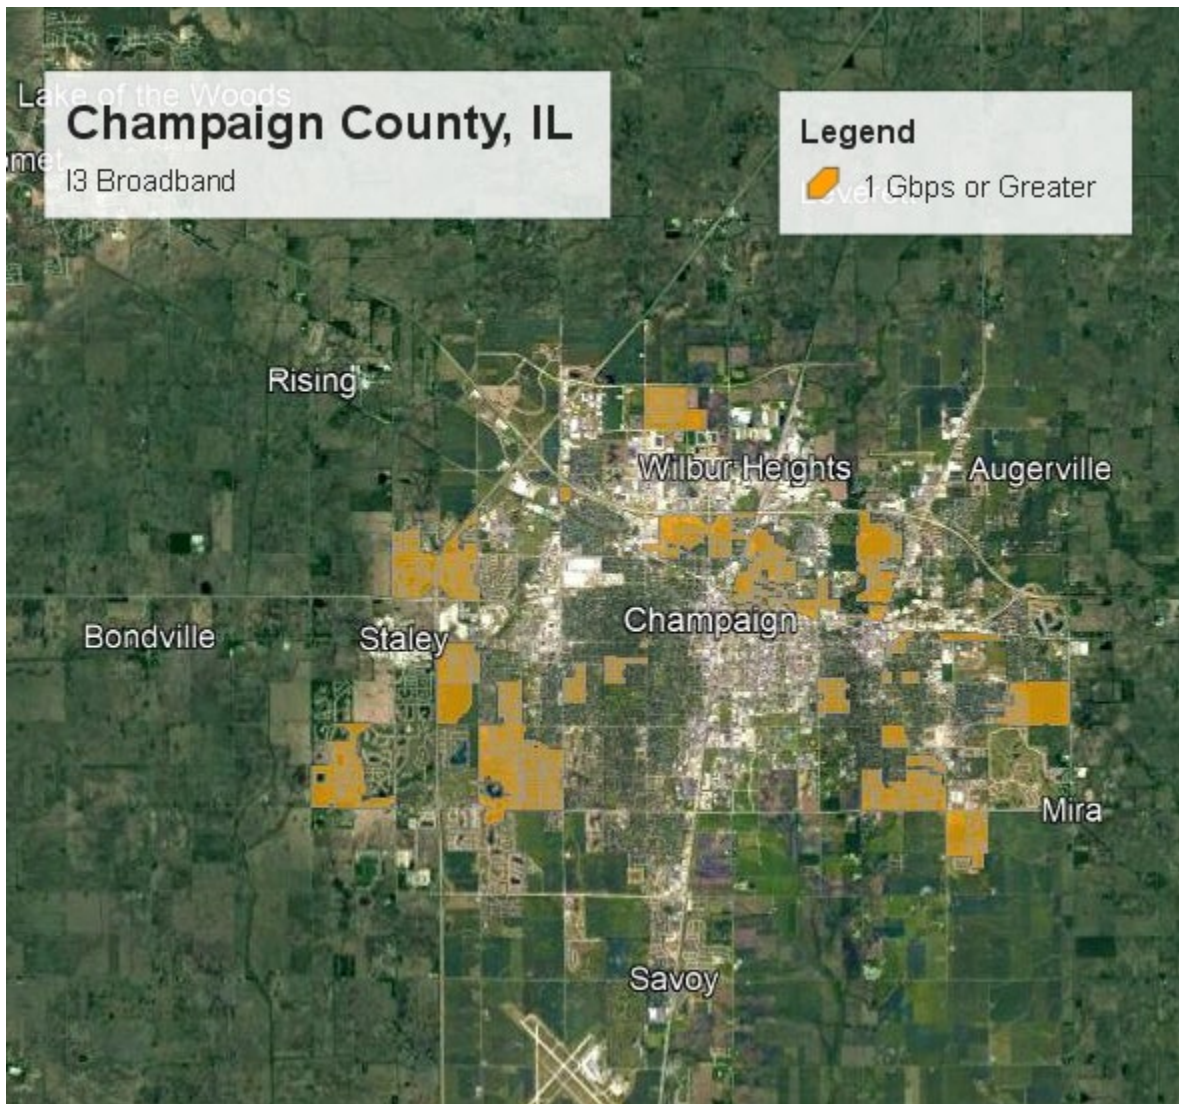 Lake of the Woods
Champaign County, IL
I3 Broadband
Legend
1 Gbps or Greater
Rising
Wilbur Heights
Augerville
Champaign
Bondville
Staley
Mira
Savoy